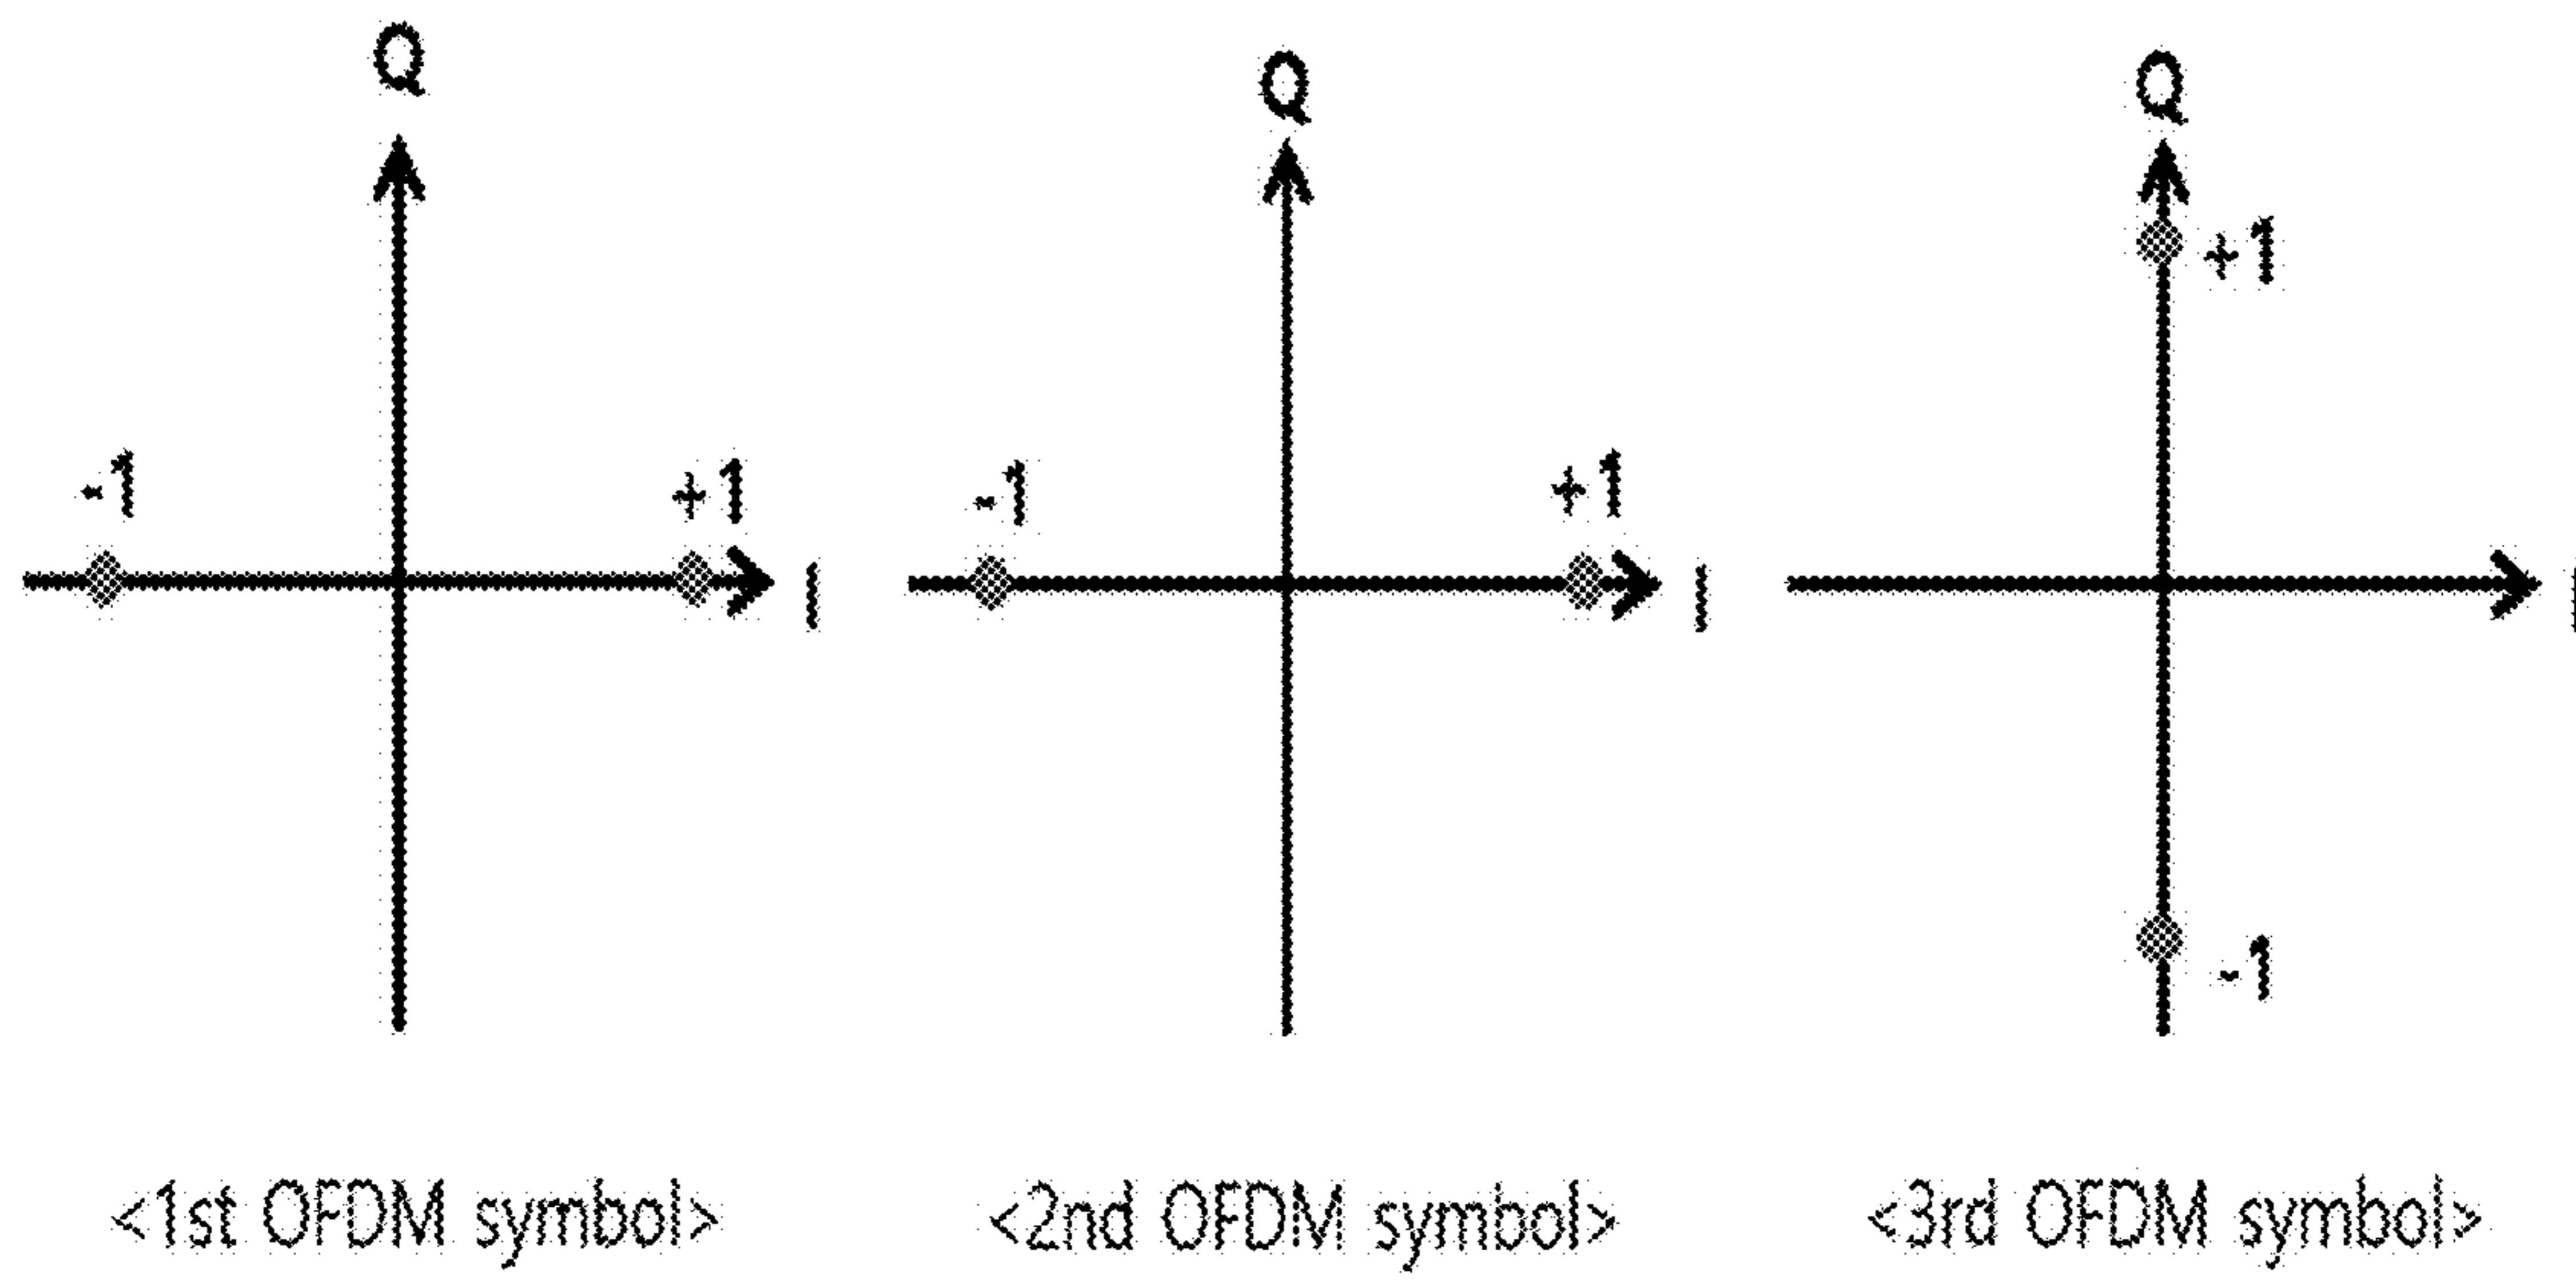 Q
Q
Q
-1
+1
I
-1
+1
I
+1
-1
I
<1st OFDM symbol>
<2nd OFDM symbol>
<3rd OFDM symbol>